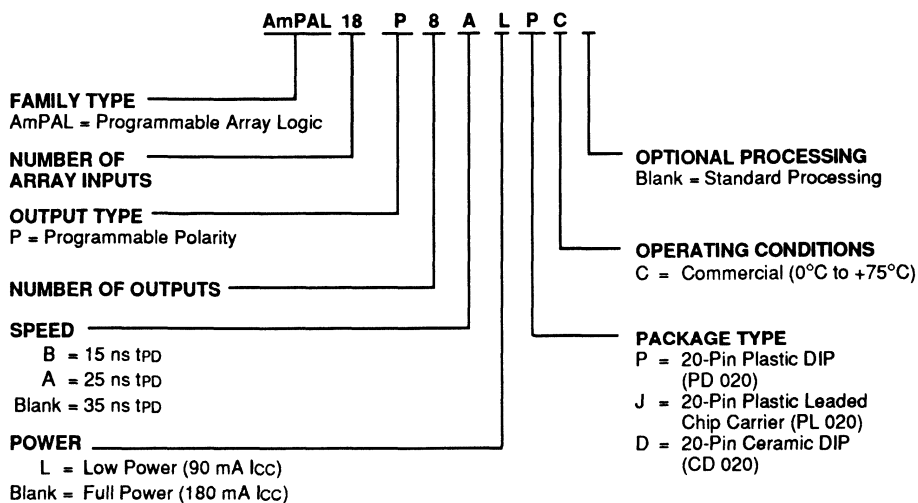 AmPAL 18 P 8 A L P C
FAMILY TYPE
AmPAL = Programmable Array Logic
NUMBER OF
ARRAY INPUTS
OUTPUT TYPE
P = Programmable Polarity
NUMBER OF OUTPUTS
SPEED
B = 15 ns tPD
A = 25 ns tPD
Blank = 35 ns tPD
POWER
L = Low Power (90 mA ICC)
Blank = Full Power (180 mA ICC)
OPTIONAL PROCESSING
Blank = Standard Processing
OPERATING CONDITIONS
C = Commercial (0°C to +75°C)
PACKAGE TYPE
P = 20-Pin Plastic DIP
(PD 020)
J = 20-Pin Plastic Leaded
Chip Carrier (PL 020)
D = 20-Pin Ceramic DIP
(CD 020)